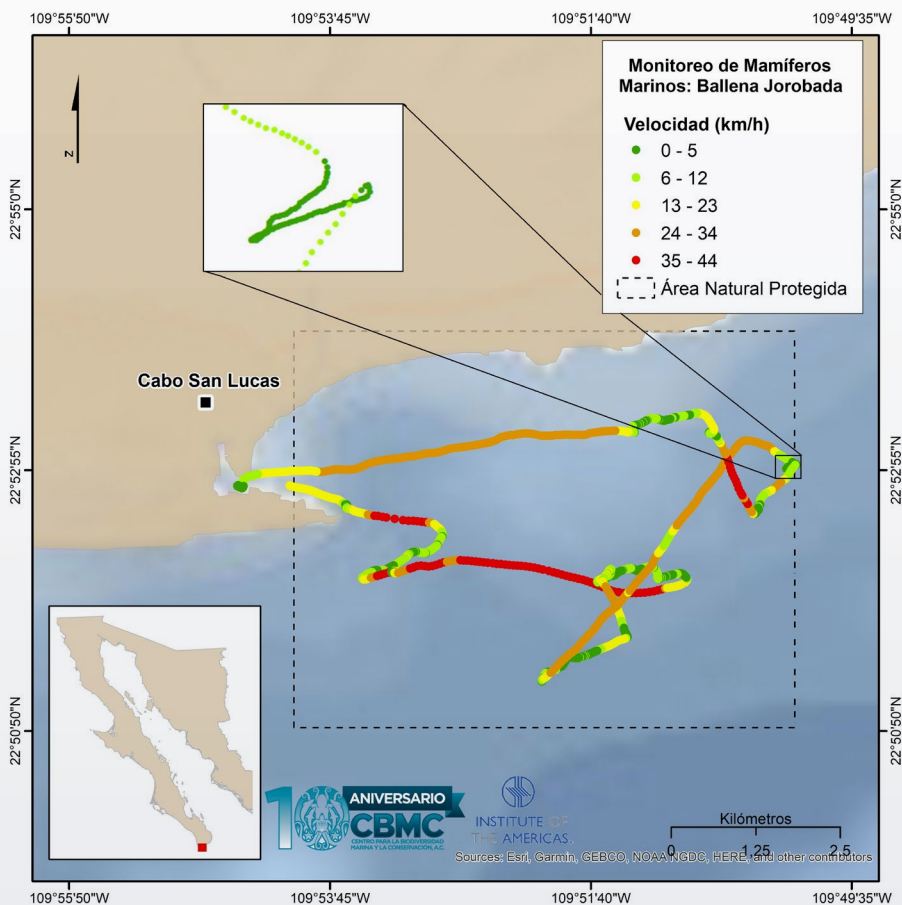 109°55'50"W 109°53'45"W 109°51'40"W 109°49'35"W
Monitoreo de Mamíferos
Marinos: Ballena Jorobada
Velocidad (km/h)
0 - 5
6 - 12
13 - 23
24 - 34
35 - 44
Área Natural Protegida
N
22°55'0"N 22°55'0"N
Cabo San Lucas
22°52'55"N 22°52'55"N
22°50'50"N 22°50'50"N
10 ANIVERSARIO
CBMC
CENTRO PARA LA BIODIVERSIDAD
MARINA Y LA CONSERVACIÓN, A.C.
INSTITUTE OF
THE AMERICAS
Kilómetros
0 1.25 2.5
Sources: Esri, Garmin, GEBCO, NOAA NGDC, HERE, and other contributors
109°55'50"W 109°53'45"W 109°51'40"W 109°49'35"W